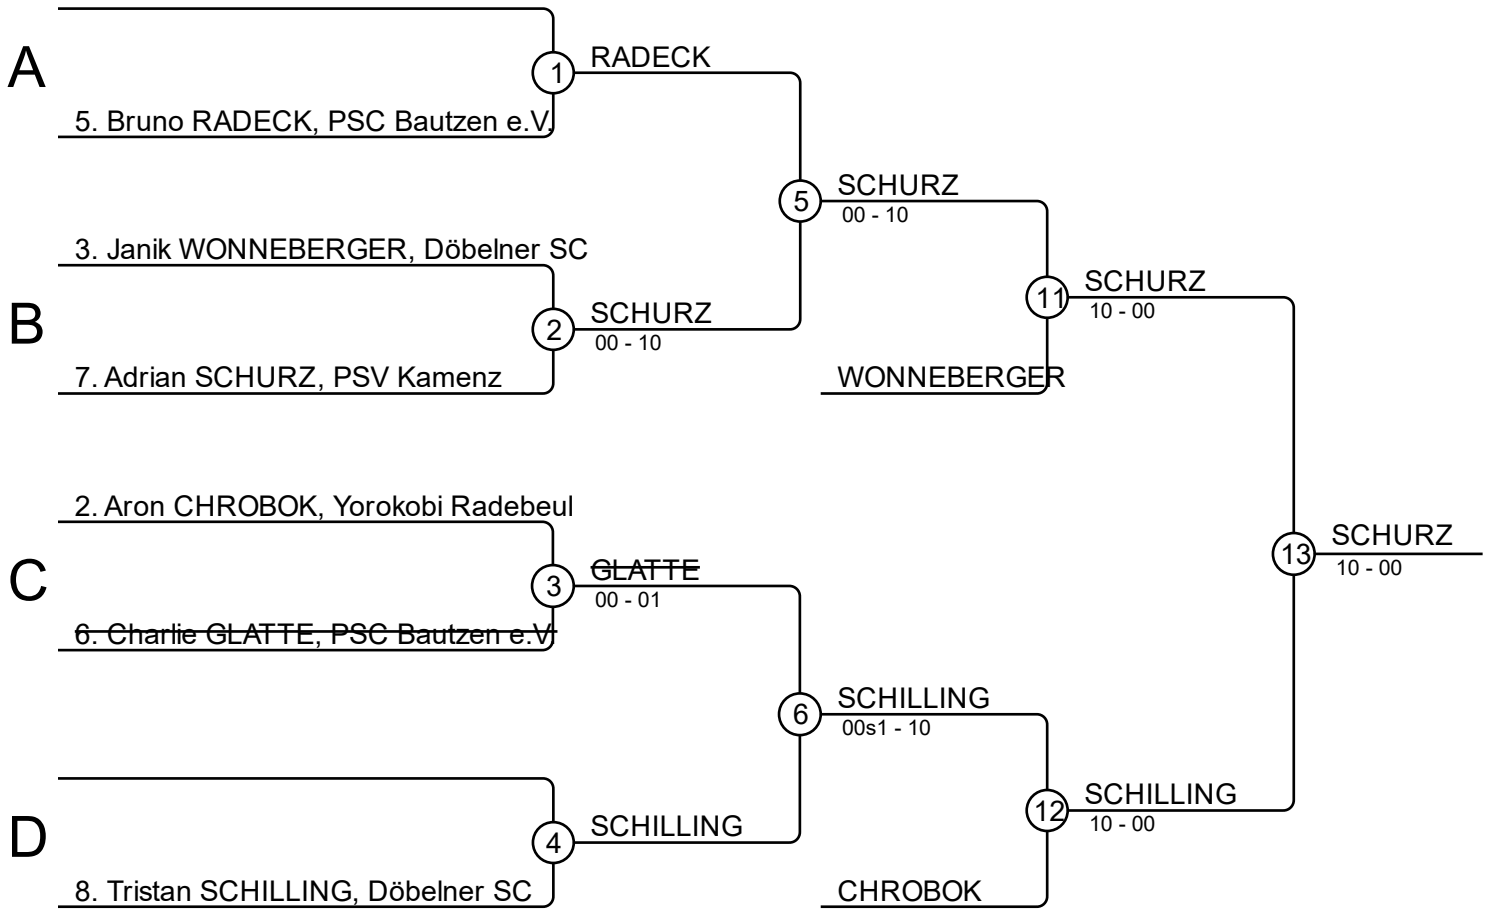 A
1
RADECK
5. Bruno RADECK, PSC Bautzen e.V.
5
SCHURZ
00 - 10
3. Janik WONNEBERGER, Döbelner SC
11
SCHURZ
10 - 00
B
2
SCHURZ
00 - 10
7. Adrian SCHURZ, PSV Kamenz
WONNEBERGER
2. Aron CHROBOK, Yorokobi Radebeul
13
SCHURZ
10 - 00
C
3
GLATTE
00 - 01
6. Charlie GLATTE, PSC Bautzen e.V.
6
SCHILLING
00s1 - 10
12
SCHILLING
10 - 00
D
4
SCHILLING
8. Tristan SCHILLING, Döbelner SC
CHROBOK